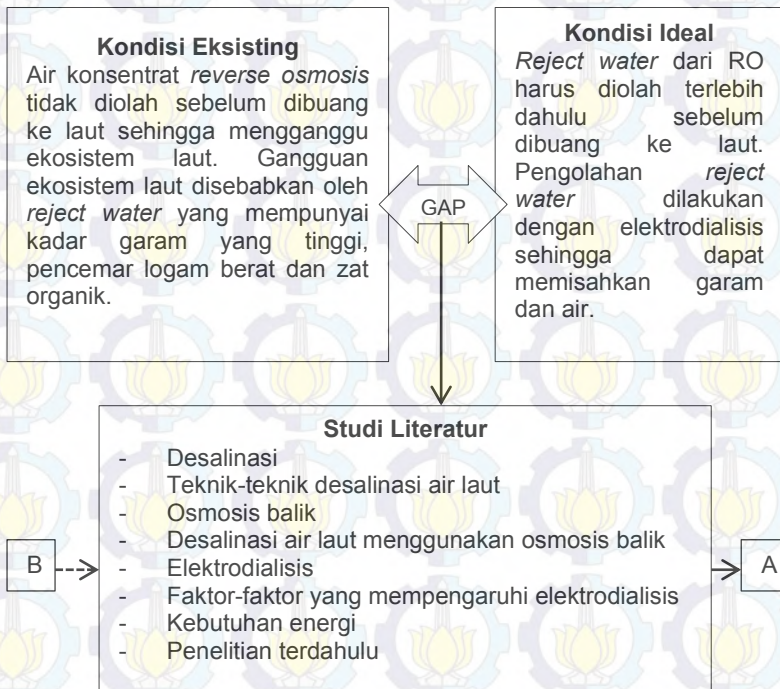 Kondisi Eksisting
Air konsentrat reverse osmosis
tidak diolah sebelum dibuang
ke laut sehingga mengganggu
ekosistem laut. Gangguan
ekosistem laut disebabkan oleh
reject water yang mempunyai
kadar garam yang tinggi,
pencemar logam berat dan zat
organik.
GAP
Kondisi Ideal
Reject water dari RO
harus diolah terlebih
dahulu sebelum
dibuang ke laut.
Pengolahan reject
water dilakukan
dengan elektrodialisis
sehingga dapat
memisahkan garam
dan air.
Studi Literatur
- Desalinasi
- Teknik-teknik desalinasi air laut
- Osmosis balik
- Desalinasi air laut menggunakan osmosis balik
- Elektrodialisis
- Faktor-faktor yang mempengaruhi elektrodialisis
- Kebutuhan energi
- Penelitian terdahulu
B
A